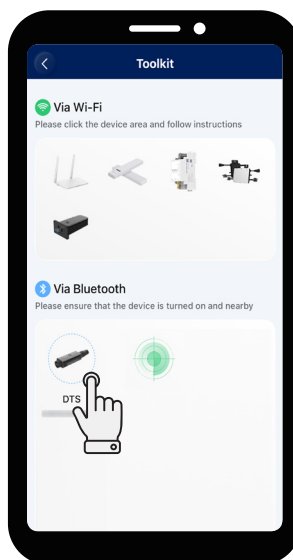 Toolkit
Via Wi-Fi
Please click the device area and follow instructions
Via Bluetooth
Please ensure that the device is turned on and nearby
DTS